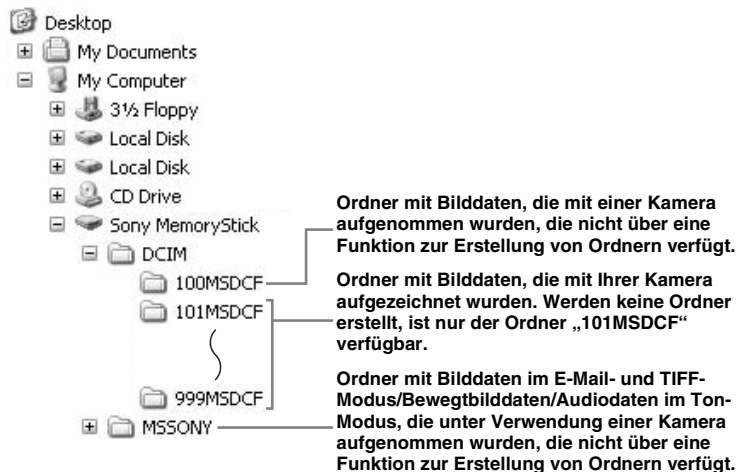 Desktop
My Documents
My Computer
3½ Floppy
Local Disk
Local Disk
CD Drive
Sony MemoryStick
DCIM
100MSDCF
101MSDCF
999MSDCF
MSSONY
Ordner mit Bilddaten, die mit einer Kamera
aufgenommen wurden, die nicht über eine
Funktion zur Erstellung von Ordnern verfügt.
Ordner mit Bilddaten, die mit Ihrer Kamera
aufgezeichnet wurden. Werden keine Ordner
erstellt, ist nur der Ordner „101MSDCF“
verfügbar.
Ordner mit Bilddaten im E-Mail- und TIFF-
Modus/Bewegtbilddaten/Audiodaten im Ton-
Modus, die unter Verwendung einer Kamera
aufgenommen wurden, die nicht über eine
Funktion zur Erstellung von Ordnern verfügt.